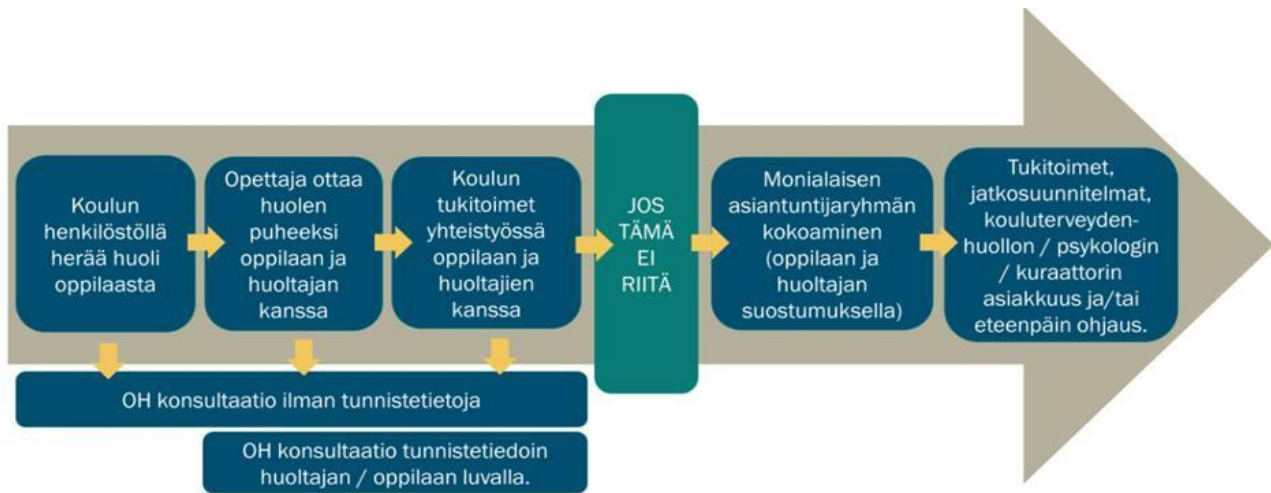 Koulun
henkilöstöllä
herää huoli
oppilaasta
Opettaja ottaa
huolen
puheeksi
oppilaan ja
huoltajan
kanssa
Koulun
tukitoimet
yhteistyössä
oppilaan ja
huoltajien
kanssa
JOS
TÄMÄ
EI
RIITÄ
Monialaisen
asiantuntijaryhmän
kokoaminen
(oppilaan ja
huoltajan
suostumuksella)
Tukitoimet,
jatkosuunnitelmat,
kouluterveyden-
huollon / psykologin
/ kuraattorin
asiakkuus ja/tai
eteenpäin ohjaus.
OH konsultaatio ilman tunnistetietoja
OH konsultaatio tunnistetiedoin
huoltajan / oppilaan luvalla.